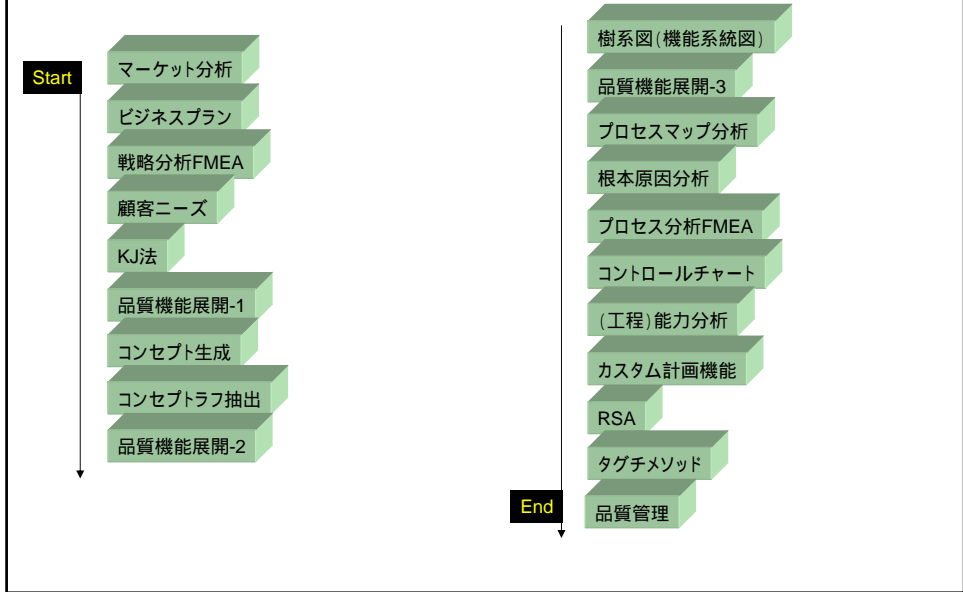 Start
マーケット分析
ビジネスプラン
戦略分析FMEA
顧客ニーズ
KJ法
品質機能展開-1
コンセプト生成
コンセプトラフ抽出
品質機能展開-2
樹系図(機能系統図)
品質機能展開-3
プロセスマップ分析
根本原因分析
プロセス分析FMEA
コントロールチャート
(工程)能力分析
カスタム計画機能
RSA
タグチメソッド
End
品質管理